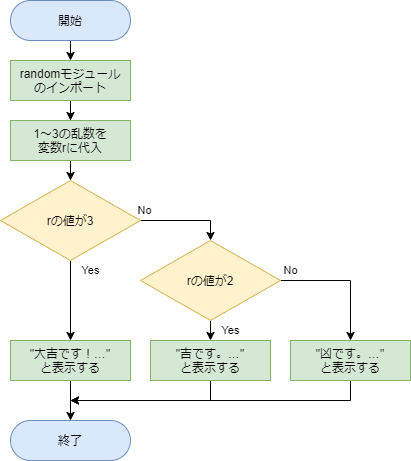 開始
randomモジュール
のインポート
1～3の乱数を
変数rに代入
rの値が3
No
Yes
rの値が2
No
Yes
"大吉です！..."
と表示する
"吉です。..."
と表示する
"凶です。..."
と表示する
終了